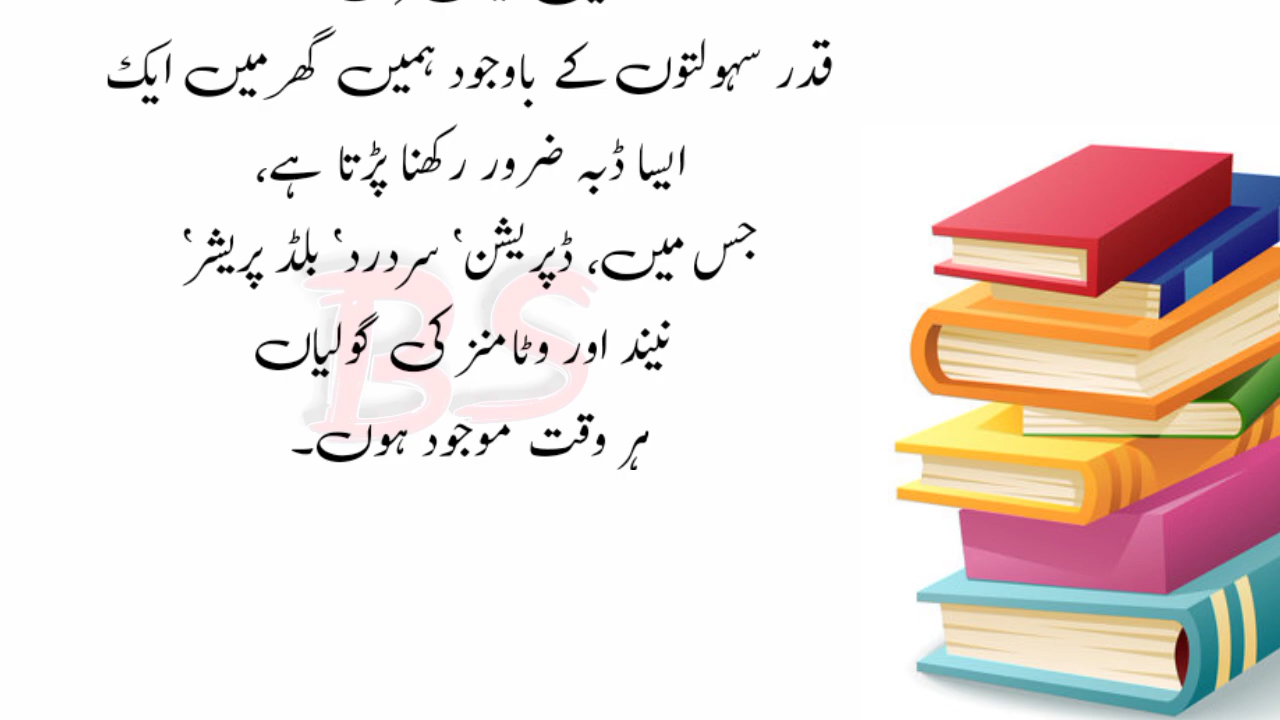 قدر سہولتوں کے باوجود ہمیں گھر میں ایک
ایسا ڈبہ ضرور رکھنا پڑتا ہے،
جس میں، ڈپریشن‘ سردرد‘ بلڈ پریشر‘
نیند اور وٹامنز کی گولیاں
ہر وقت موجود ہوں۔
BS